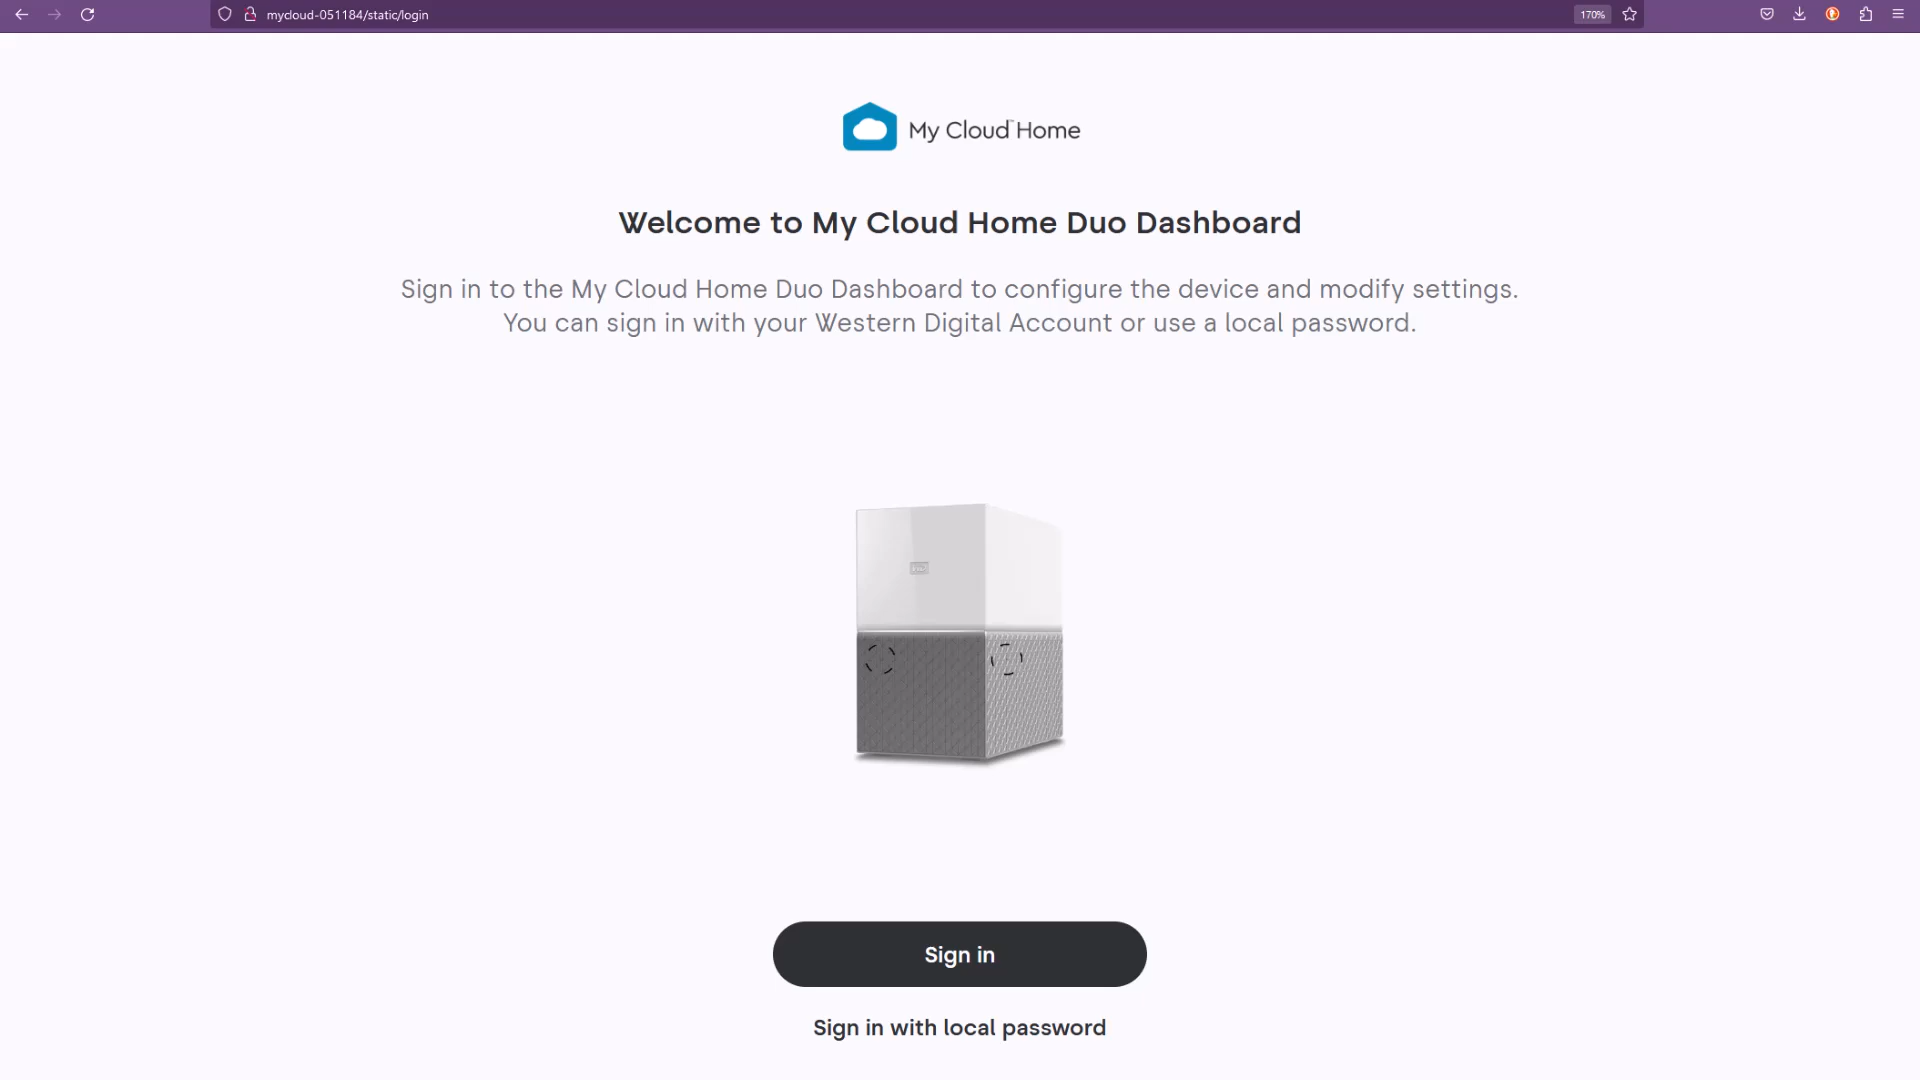 mycloud-051184/static/login
170%
My Cloud™ Home
Welcome to My Cloud Home Duo Dashboard
Sign in to the My Cloud Home Duo Dashboard to configure the device and modify settings.
You can sign in with your Western Digital Account or use a local password.
Sign in
Sign in with local password